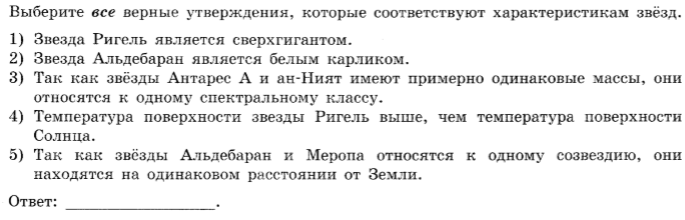 Выберите все верные утверждения, которые соответствуют характеристикам звёзд.
1) Звезда Ригель является сверхгигантом.
2) Звезда Альдебаран является белым карликом.
3) Так как звёзды Антарес А и ан-Ният имеют примерно одинаковые массы, они
относятся к одному спектральному классу.
4) Температура поверхности звезды Ригель выше, чем температура поверхности
Солнца.
5) Так как звёзды Альдебаран и Меропа относятся к одному созвездию, они
находятся на одинаковом расстоянии от Земли.
Ответ: ____________________.